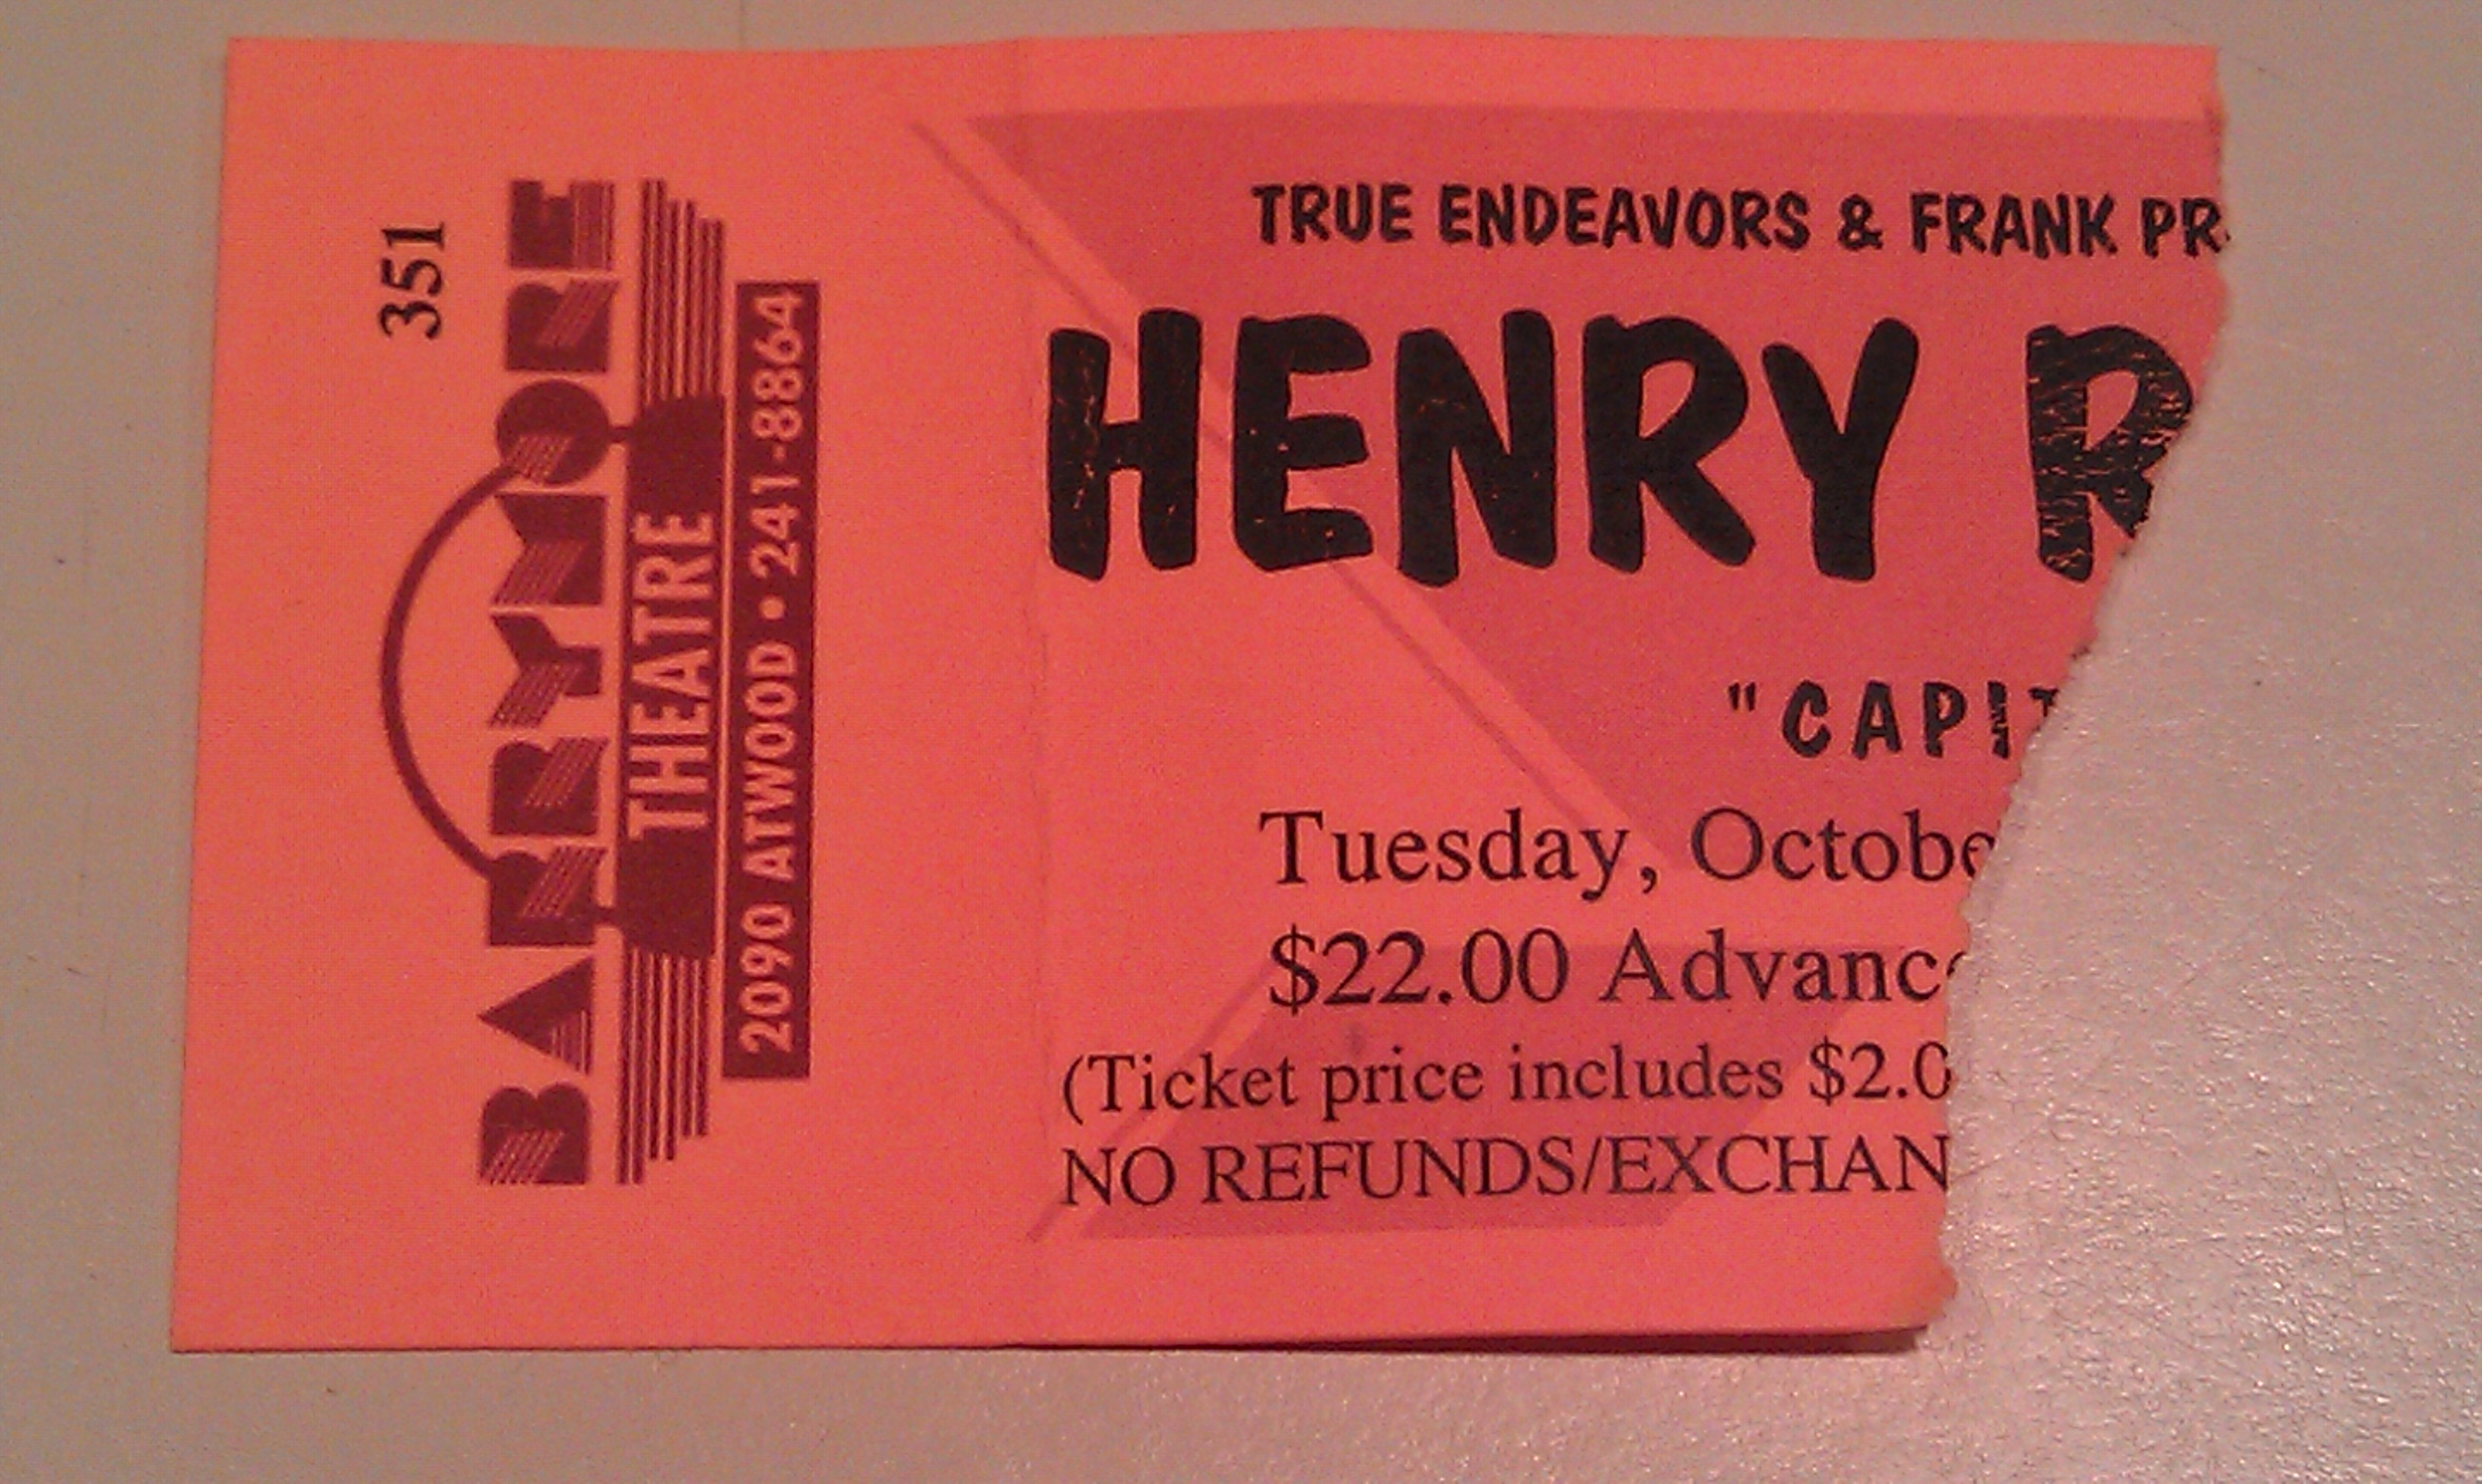 351
BARRYMORE
THEATRE
2090 ATWOOD • 241-8864
TRUE ENDEAVORS & FRANK PR
HENRY R
"CAPIT
Tuesday, Octobe
$22.00 Advanc
(Ticket price includes $2.0
NO REFUNDS/EXCHAN